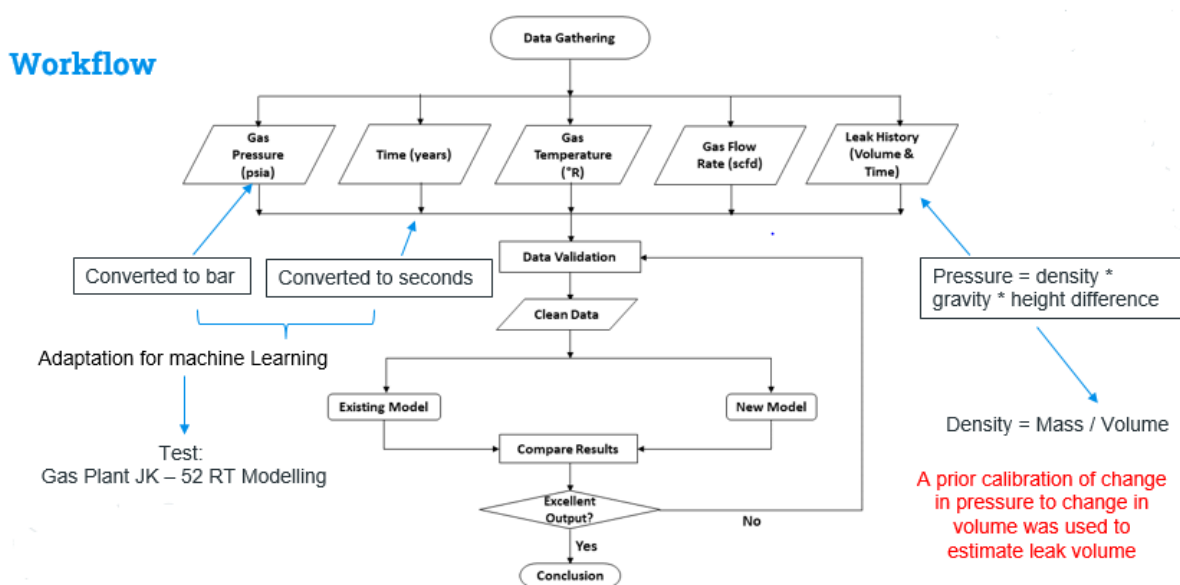 Workflow
Data Gathering
Gas
Pressure
(psia)
Time (years)
Gas
Temperature
(°R)
Gas Flow
Rate (scfd)
Leak History
(Volume &
Time)
Converted to bar
Converted to seconds
Data Validation
Pressure = density *
gravity * height difference
Clean Data
Adaptation for machine Learning
Existing Model
New Model
Density = Mass / Volume
Test:
Gas Plant JK – 52 RT Modelling
Compare Results
A prior calibration of change
in pressure to change in
volume was used to
estimate leak volume
Excellent
Output?
No
Yes
Conclusion